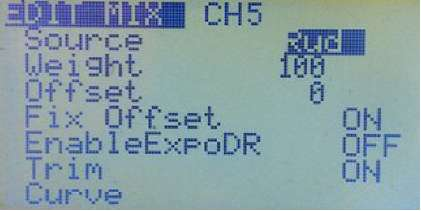 EDIT MIX CH5
Source Rud
Weight 100
Offset 0
Fix Offset ON
EnableExpoDR OFF
Trim ON
Curve